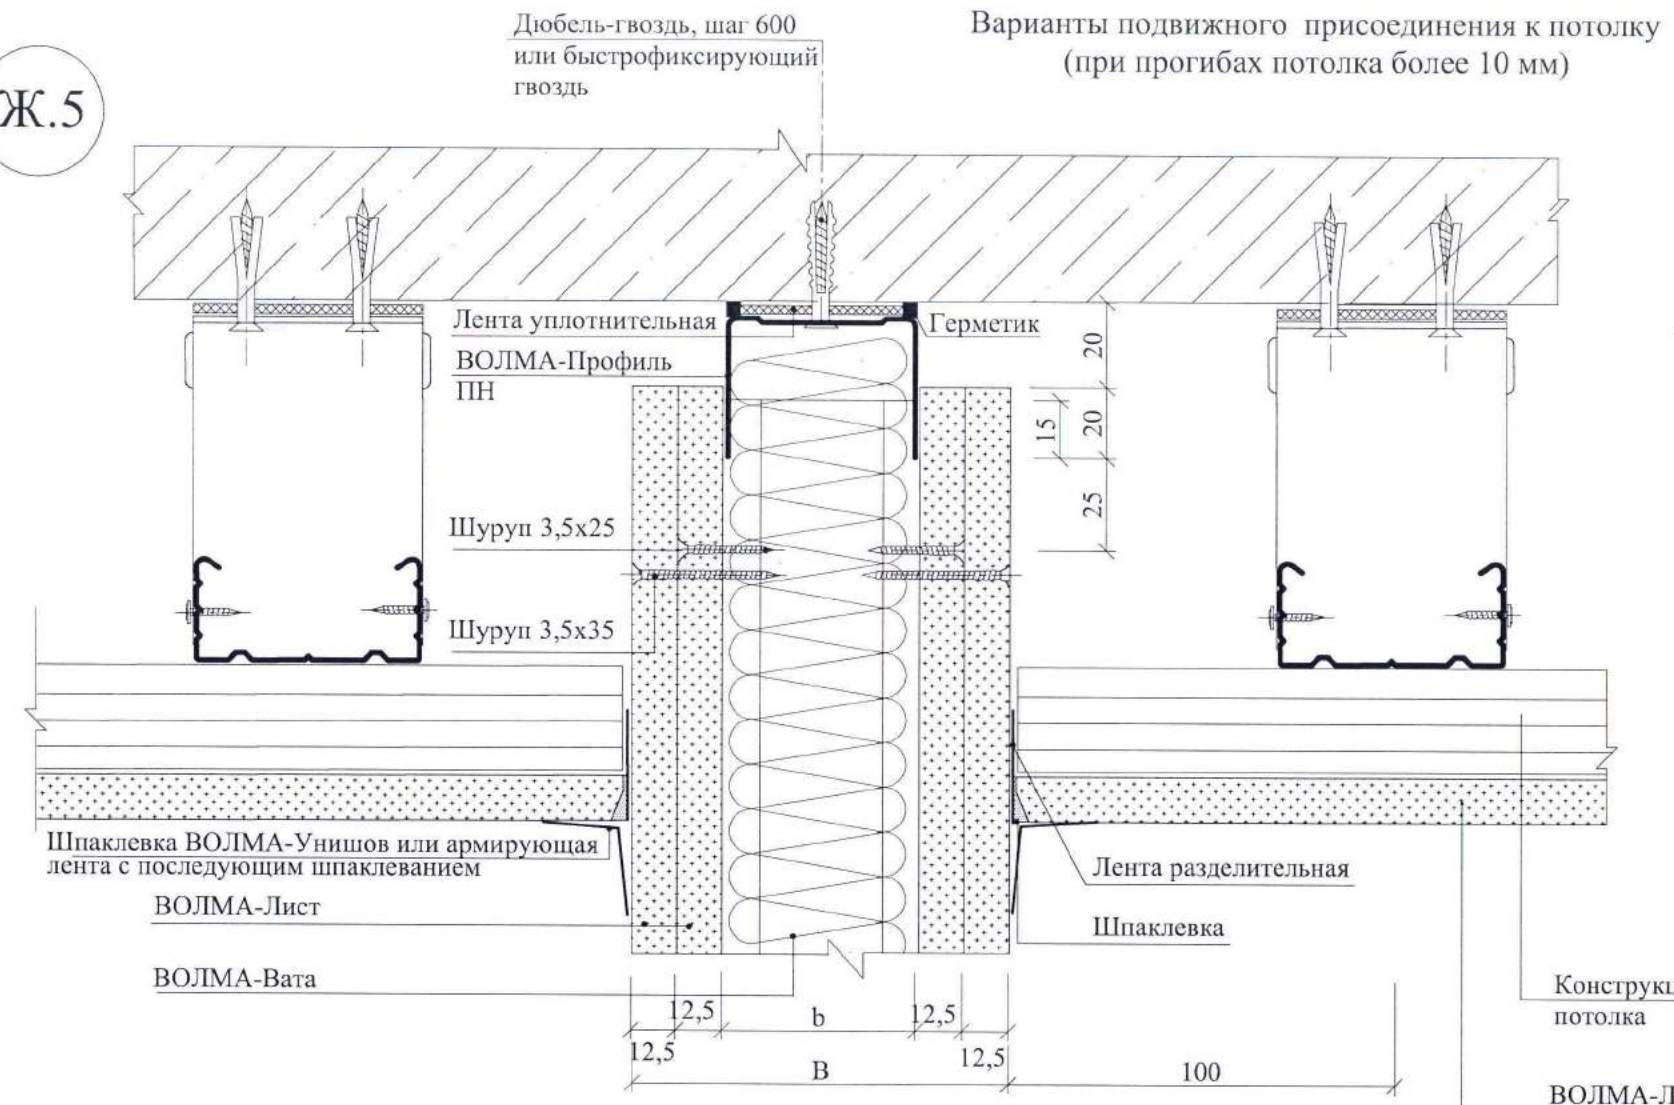 Дюбель-гвоздь, шаг 600
или быстрофиксирующий
гвоздь
Варианты подвижного присоединения к потолку
(при прогибах потолка более 10 мм)
Ж.5
Лента уплотнительная
Герметик
ВОЛМА-Профиль
ПН
20
15
20
25
Шуруп 3,5х25
Шуруп 3,5х35
Шпаклевка ВОЛМА-Унишов или армирующая
лента с последующим шпаклеванием
Лента разделительная
ВОЛМА-Лист
Шпаклевка
ВОЛМА-Вата
Конструкц
потолка
12,5
b
12,5
12,5
12,5
B
100
ВОЛМА-Л